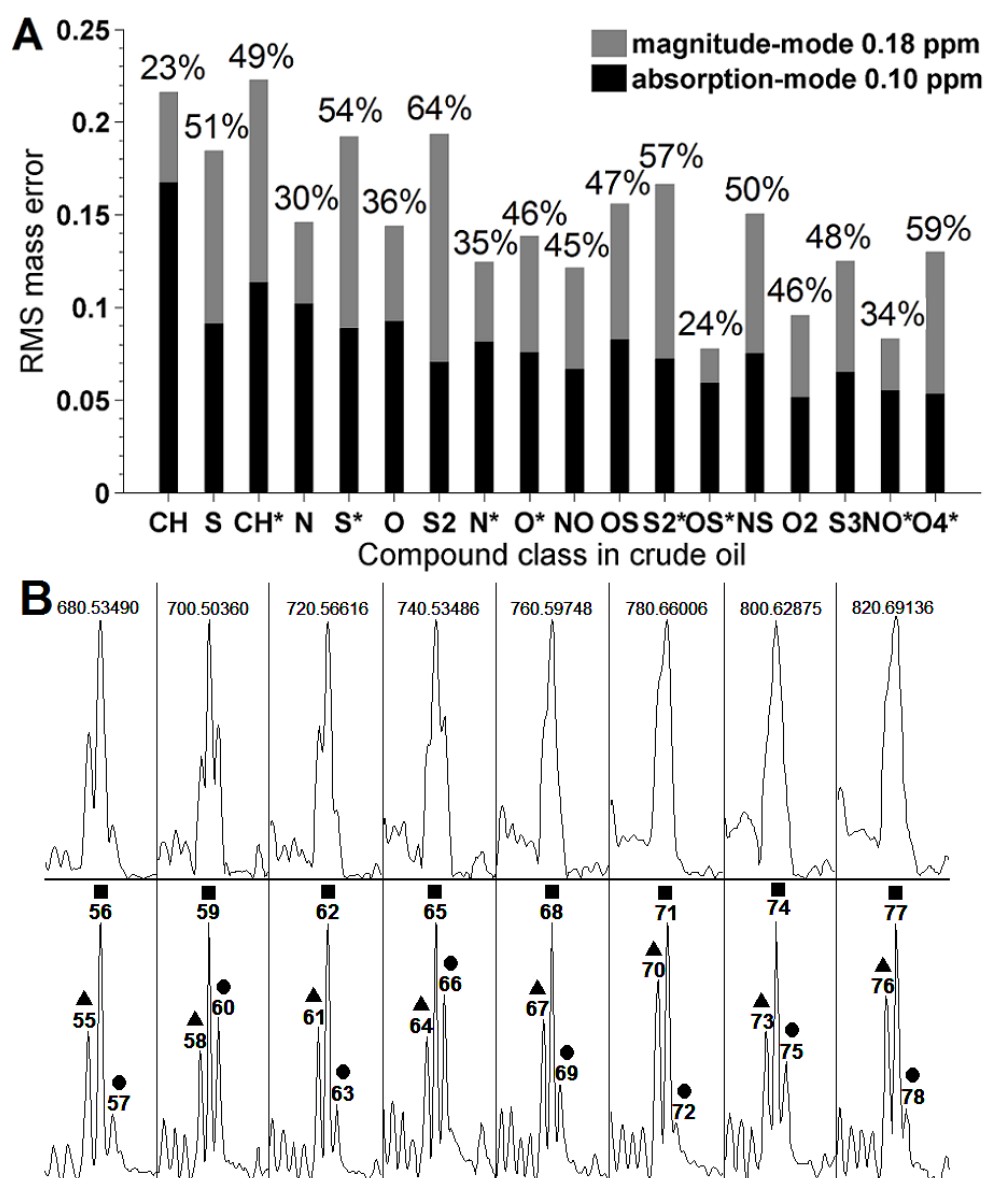 A
0.25
0.2
0.15
0.1
0.05
0
RMS mass error
magnitude-mode 0.18 ppm
absorption-mode 0.10 ppm
23% 51% 49% 30% 54% 36% 64% 35% 46% 45% 47% 57% 24% 50% 46% 48% 34% 59%
CH S CH* N S* O S2 N* O* NO OS S2* OS* NS O2 S3 NO* O4*
Compound class in crude oil
B
680.53490 700.50360 720.56616 740.53486 760.59748 780.66006 800.62875 820.69136
56 59 62 65 68 71 74 77
55 57 58 60 61 63 64 66 67 69 70 72 73 75 76 78